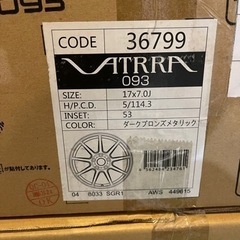 093
CODE 36799
VATRRA
093
SIZE: 17x7.0J
H/P.C.D. 5/114.3
INSET: 53
COLOR: ダークブロンズメタリック
04 8033 SGR1 AWS 449615